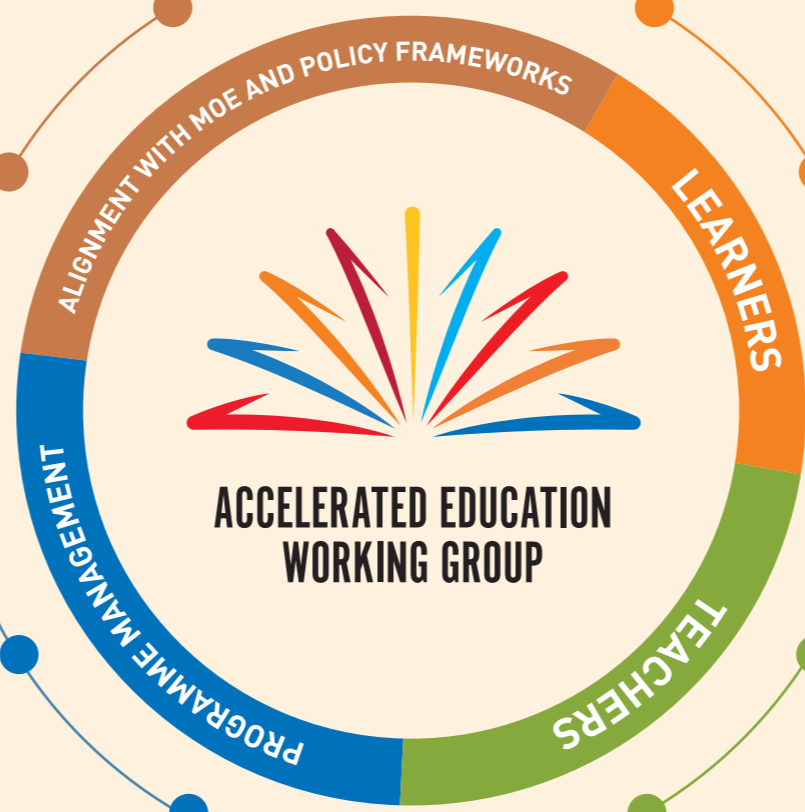 ALIGNMENT WITH MOE AND POLICY FRAMEWORKS
LEARNERS
TEACHERS
PROGRAMME MANAGEMENT
ACCELERATED EDUCATION
WORKING GROUP